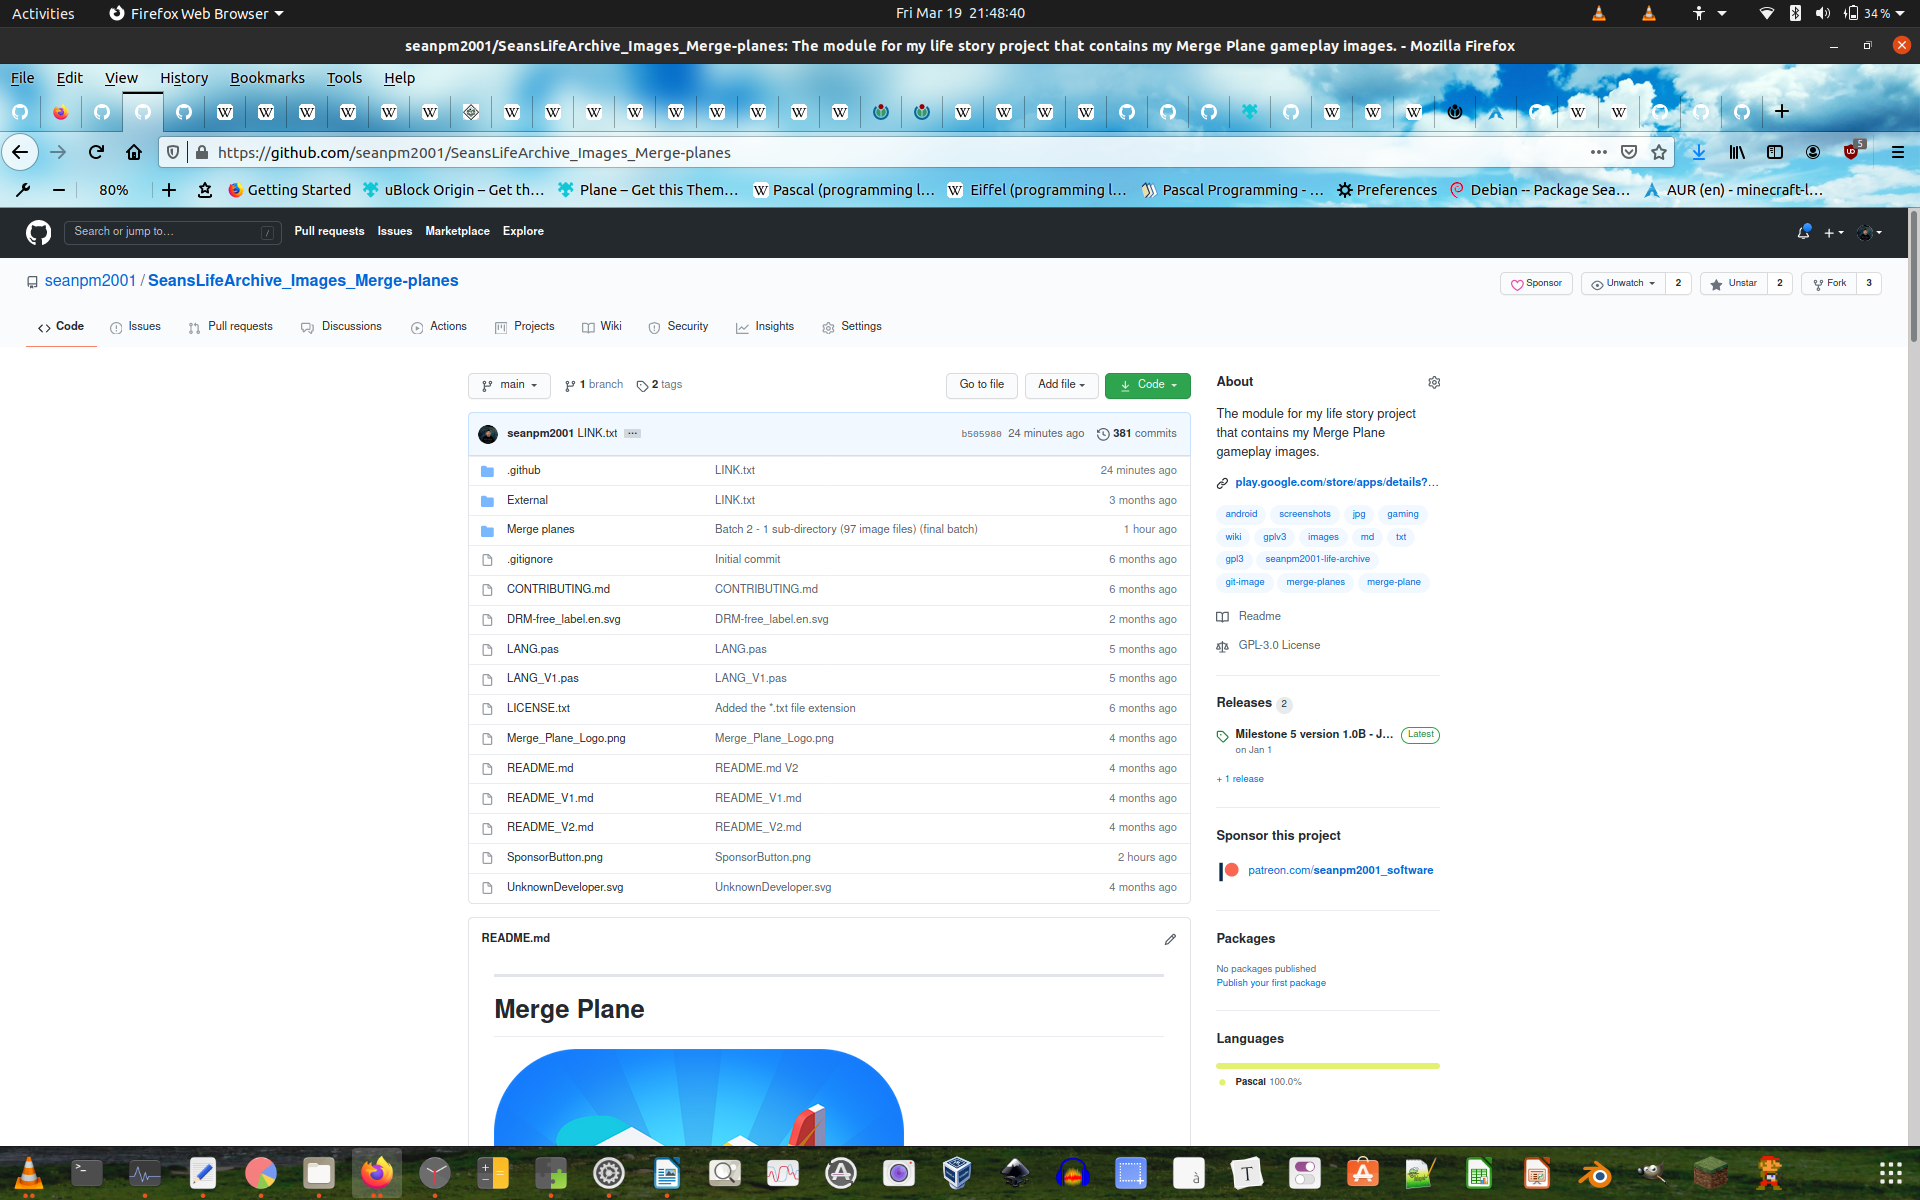 Activities Firefox Web Browser Fri Mar 19 21:48:40 34 %
seanpm2001/SeansLifeArchive_Images_Merge-planes: The module for my life story project that contains my Merge Plane gameplay images. - Mozilla Firefox
File Edit View History Bookmarks Tools Help
https://github.com/seanpm2001/SeansLifeArchive_Images_Merge-planes 5
80% Getting Started uBlock Origin – Get th… Plane – Get this Them… Pascal (programming l… Eiffel (programming l… Pascal Programming - … Preferences Debian -- Package Sea… AUR (en) - minecraft-l…
Search or jump to… / Pull requests Issues Marketplace Explore
seanpm2001 / SeansLifeArchive_Images_Merge-planes Sponsor Unwatch 2 Unstar 2 Fork 3
Code Issues Pull requests Discussions Actions Projects Wiki Security Insights Settings
main 1 branch 2 tags Go to file Add file Code
seanpm2001 LINK.txt ... b505980 24 minutes ago 381 commits
.github LINK.txt 24 minutes ago
External LINK.txt 3 months ago
Merge planes Batch 2 - 1 sub-directory (97 image files) (final batch) 1 hour ago
.gitignore Initial commit 6 months ago
CONTRIBUTING.md CONTRIBUTING.md 6 months ago
DRM-free_label.en.svg DRM-free_label.en.svg 2 months ago
LANG.pas LANG.pas 5 months ago
LANG_V1.pas LANG_V1.pas 5 months ago
LICENSE.txt Added the *.txt file extension 6 months ago
Merge_Plane_Logo.png Merge_Plane_Logo.png 4 months ago
README.md README.md V2 4 months ago
README_V1.md README_V1.md 4 months ago
README_V2.md README_V2.md 4 months ago
SponsorButton.png SponsorButton.png 2 hours ago
UnknownDeveloper.svg UnknownDeveloper.svg 4 months ago
README.md
Merge Plane
About
The module for my life story project
that contains my Merge Plane
gameplay images.
play.google.com/store/apps/details?…
android screenshots jpg gaming
wiki gplv3 images md txt
gpl3 seanpm2001-life-archive
git-image merge-planes merge-plane
Readme
GPL-3.0 License
Releases 2
Milestone 5 version 1.0B - J… Latest
on Jan 1
+ 1 release
Sponsor this project
patreon.com/seanpm2001_software
Packages
No packages published
Publish your first package
Languages
Pascal 100.0%